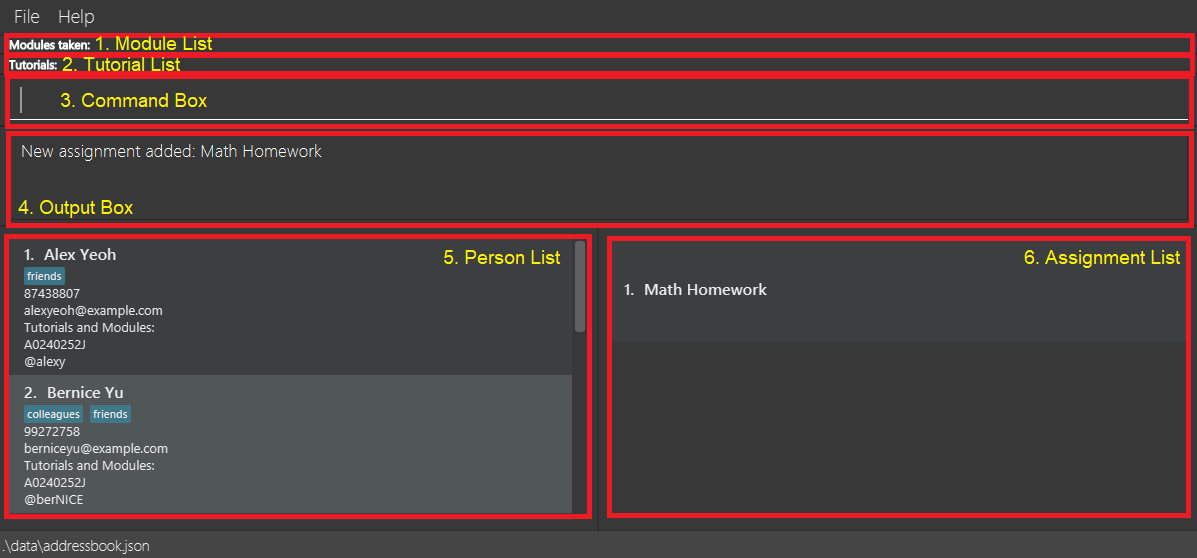 File Help
Modules taken: 1. Module List
Tutorials: 2. Tutorial List
3. Command Box
New assignment added: Math Homework
4. Output Box
5. Person List
1. Alex Yeoh
friends
87438807
alexyeoh@example.com
Tutorials and Modules:
A0240252J
@alexy
2. Bernice Yu
colleagues friends
99272758
berniceyu@example.com
Tutorials and Modules:
A0240252J
@berNICE
6. Assignment List
1. Math Homework
.\data\addressbook.json